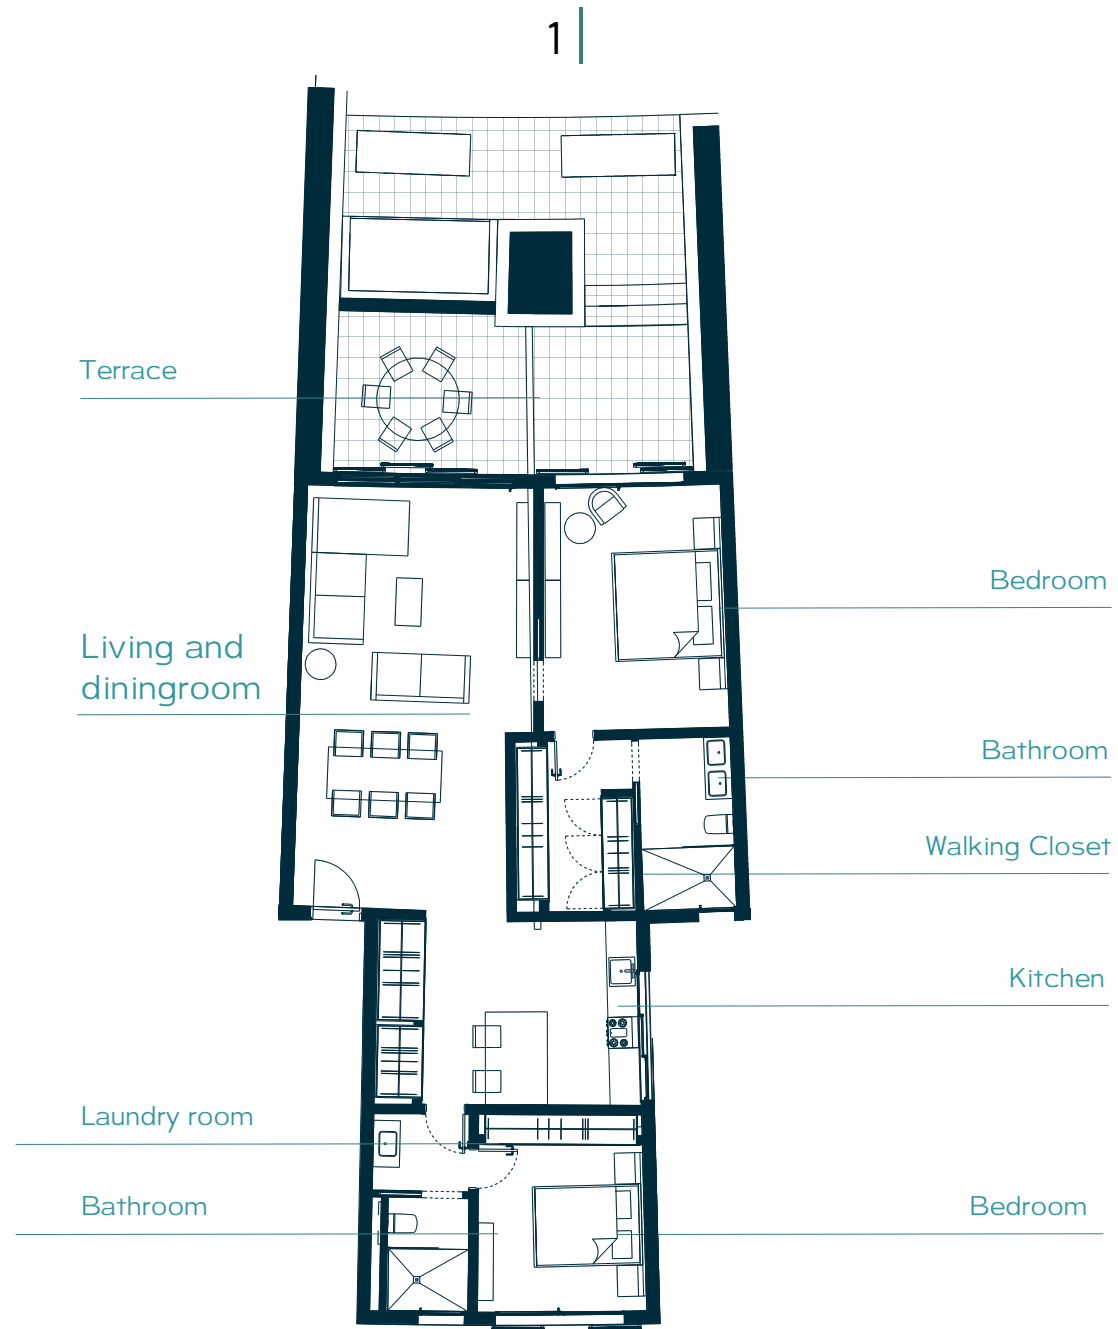 1
Terrace
Bedroom
Living and
diningroom
Bathroom
Walking Closet
Kitchen
Laundry room
Bathroom
Bedroom